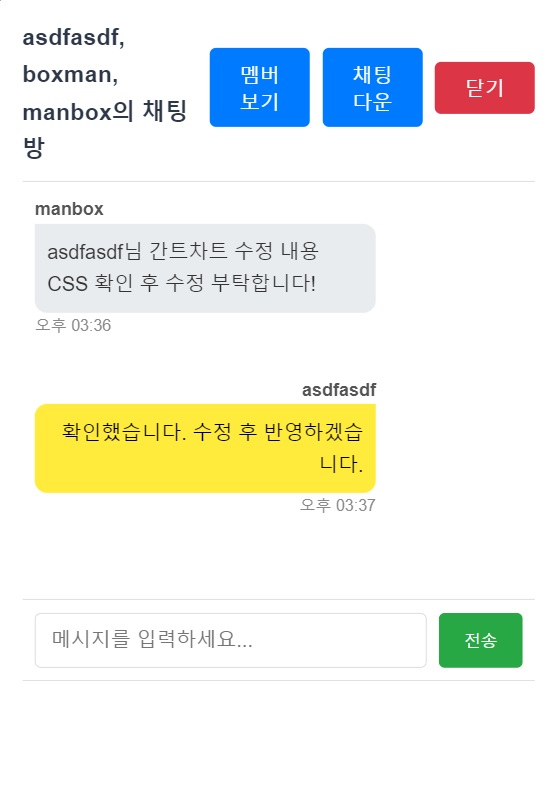 asdfasdf,
boxman,
manbox의 채팅
방
멤버
보기
채팅
다운
닫기
manbox
asdfasdf님 간트차트 수정 내용
CSS 확인 후 수정 부탁합니다!
오후 03:36
asdfasdf
확인했습니다. 수정 후 반영하겠습
니다.
오후 03:37
메시지를 입력하세요...
전송